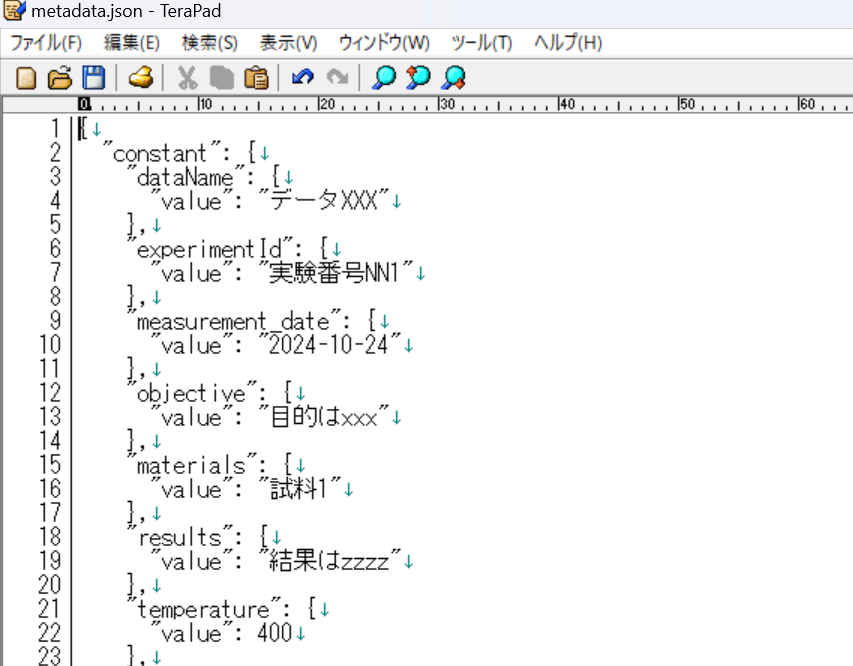 metadata.json - TeraPad
ファイル(F) 編集(E) 検索(S) 表示(V) ウィンドウ(W) ツール(T) ヘルプ(H)
0 10 20 30 40 50 60
1 {↓
2 "constant": {↓
3 "dataName": {↓
4 "value": "データXXX"↓
5 },↓
6 "experimentId": {↓
7 "value": "実験番号NN1"↓
8 },↓
9 "measurement_date": {↓
10 "value": "2024-10-24"↓
11 },↓
12 "objective": {↓
13 "value": "目的はxxx"↓
14 },↓
15 "materials": {↓
16 "value": "試料1"↓
17 },↓
18 "results": {↓
19 "value": "結果はzzzz"↓
20 },↓
21 "temperature": {↓
22 "value": 400↓
23 },↓